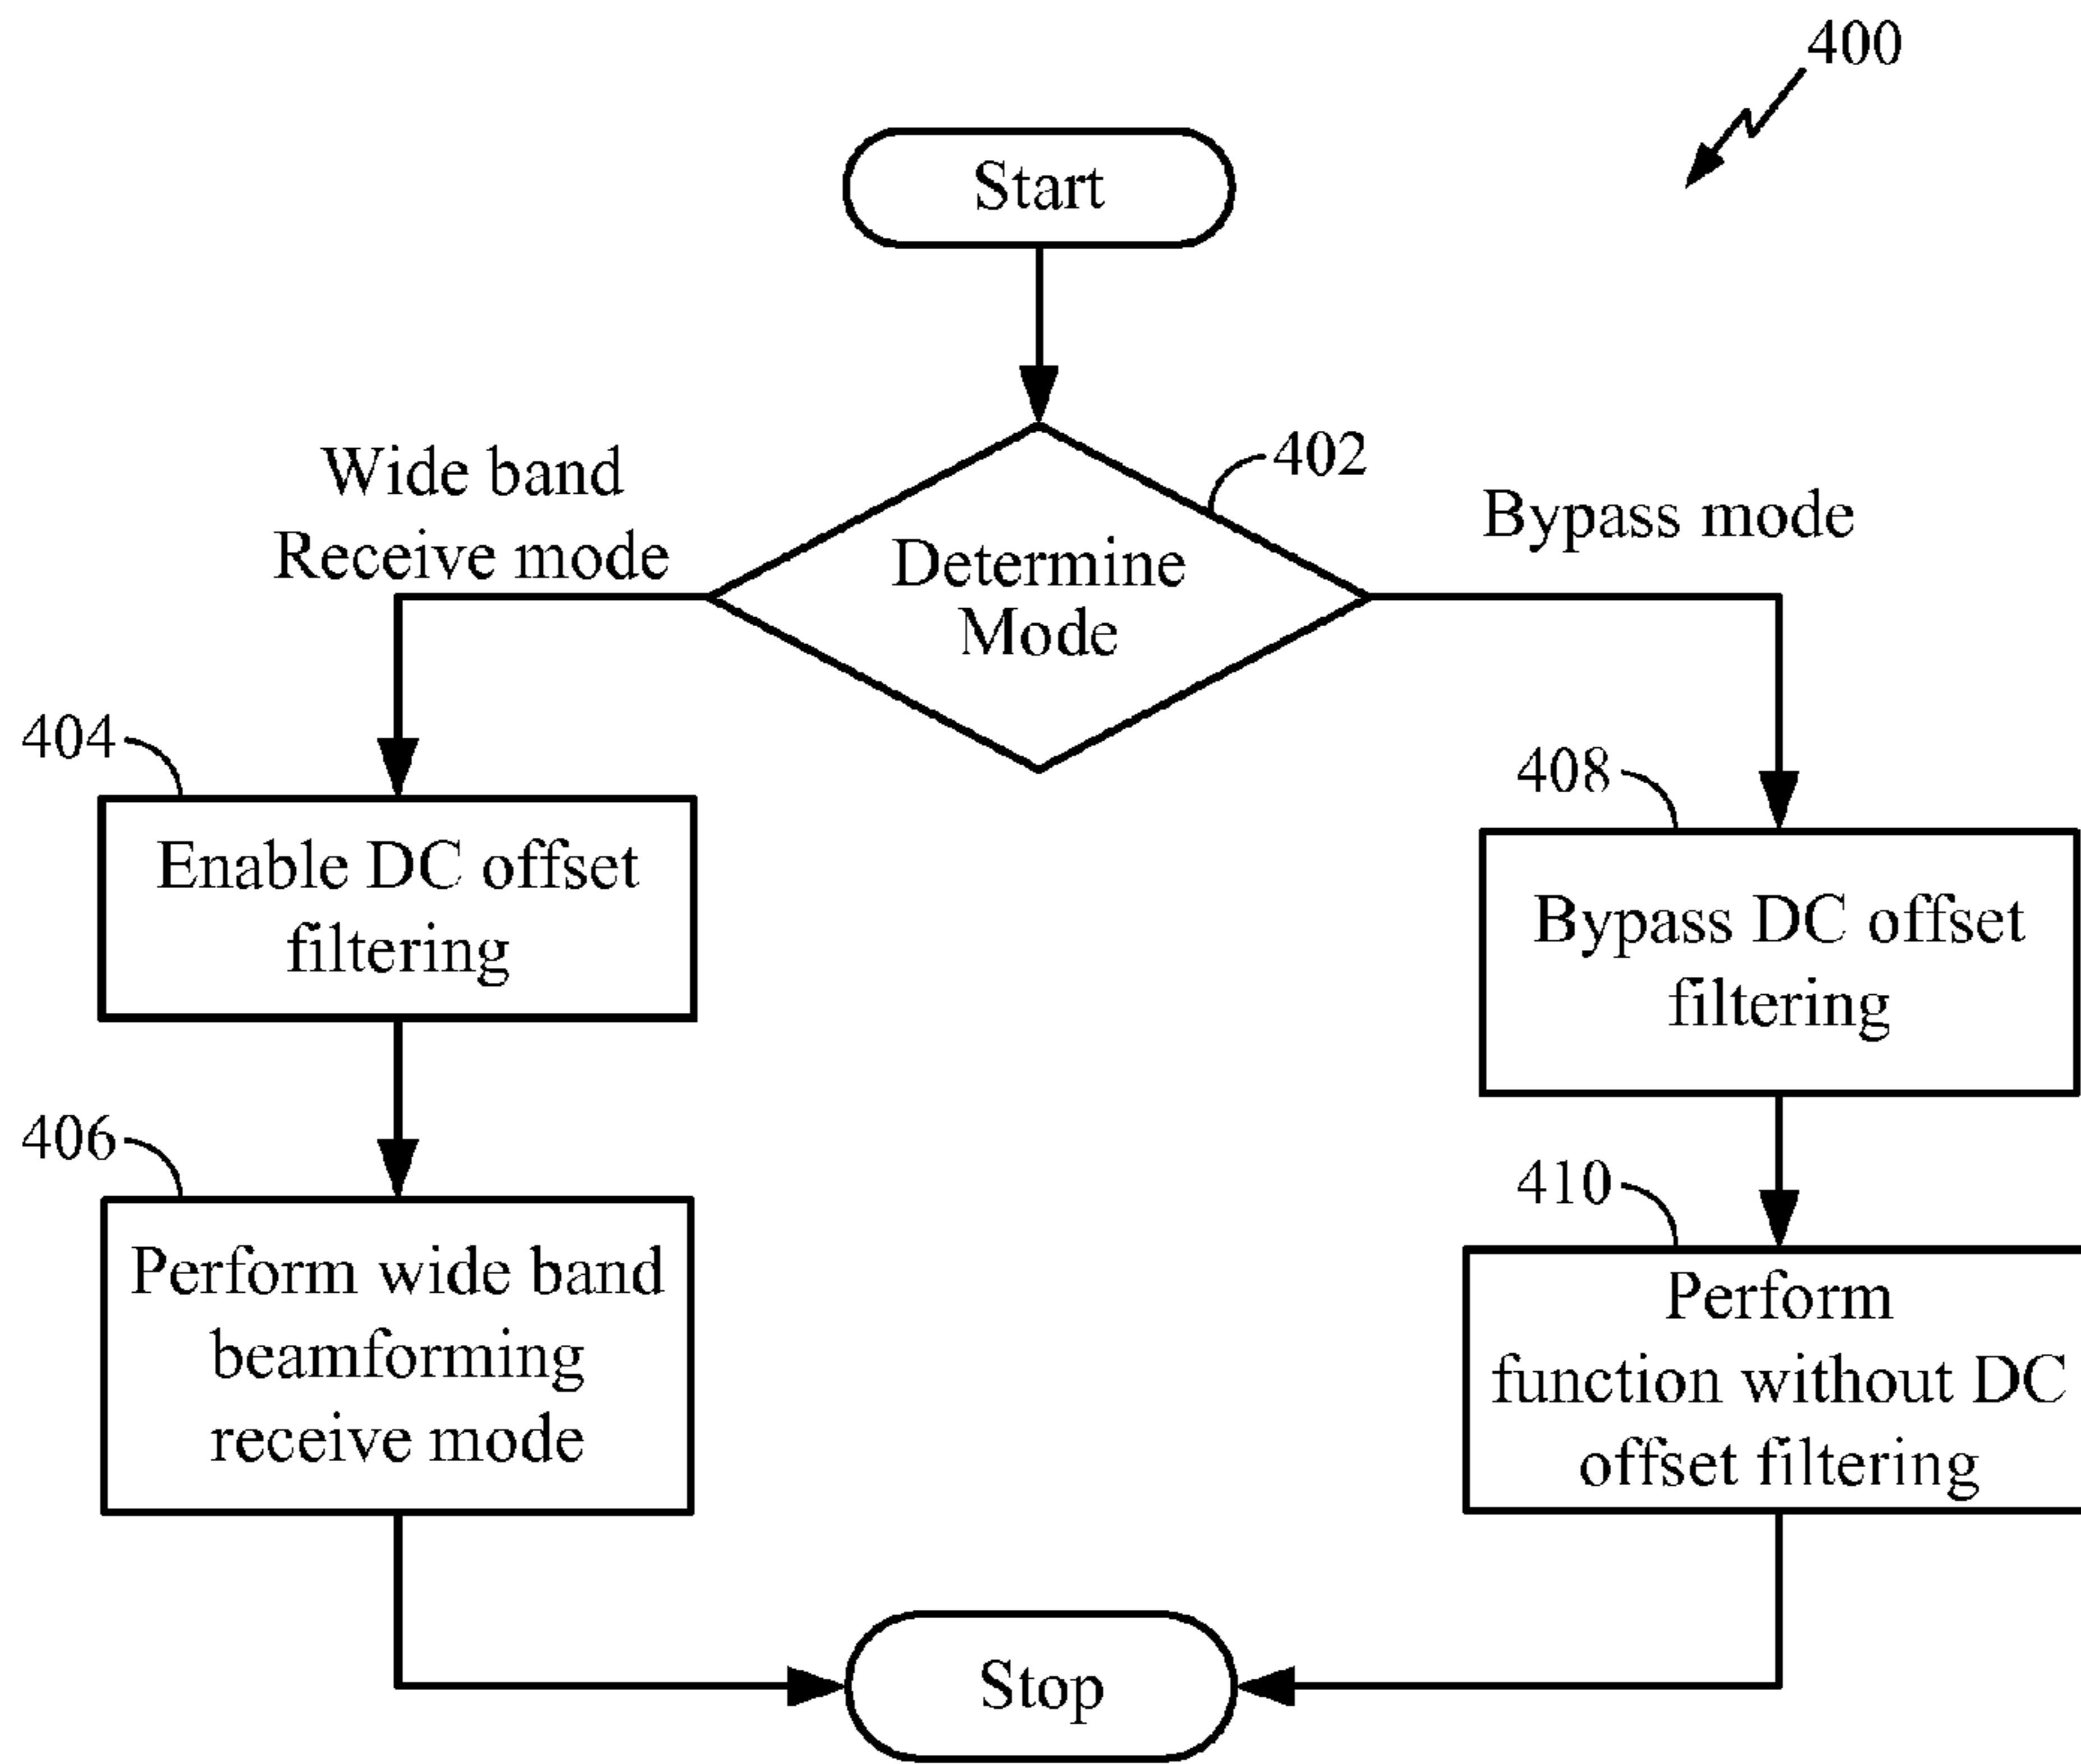 400
Start
402
Wide band
Receive mode
Bypass mode
Determine
Mode
404
Enable DC offset
filtering
408
Bypass DC offset
filtering
406
Perform wide band
beamforming
receive mode
410
Perform
function without DC
offset filtering
Stop